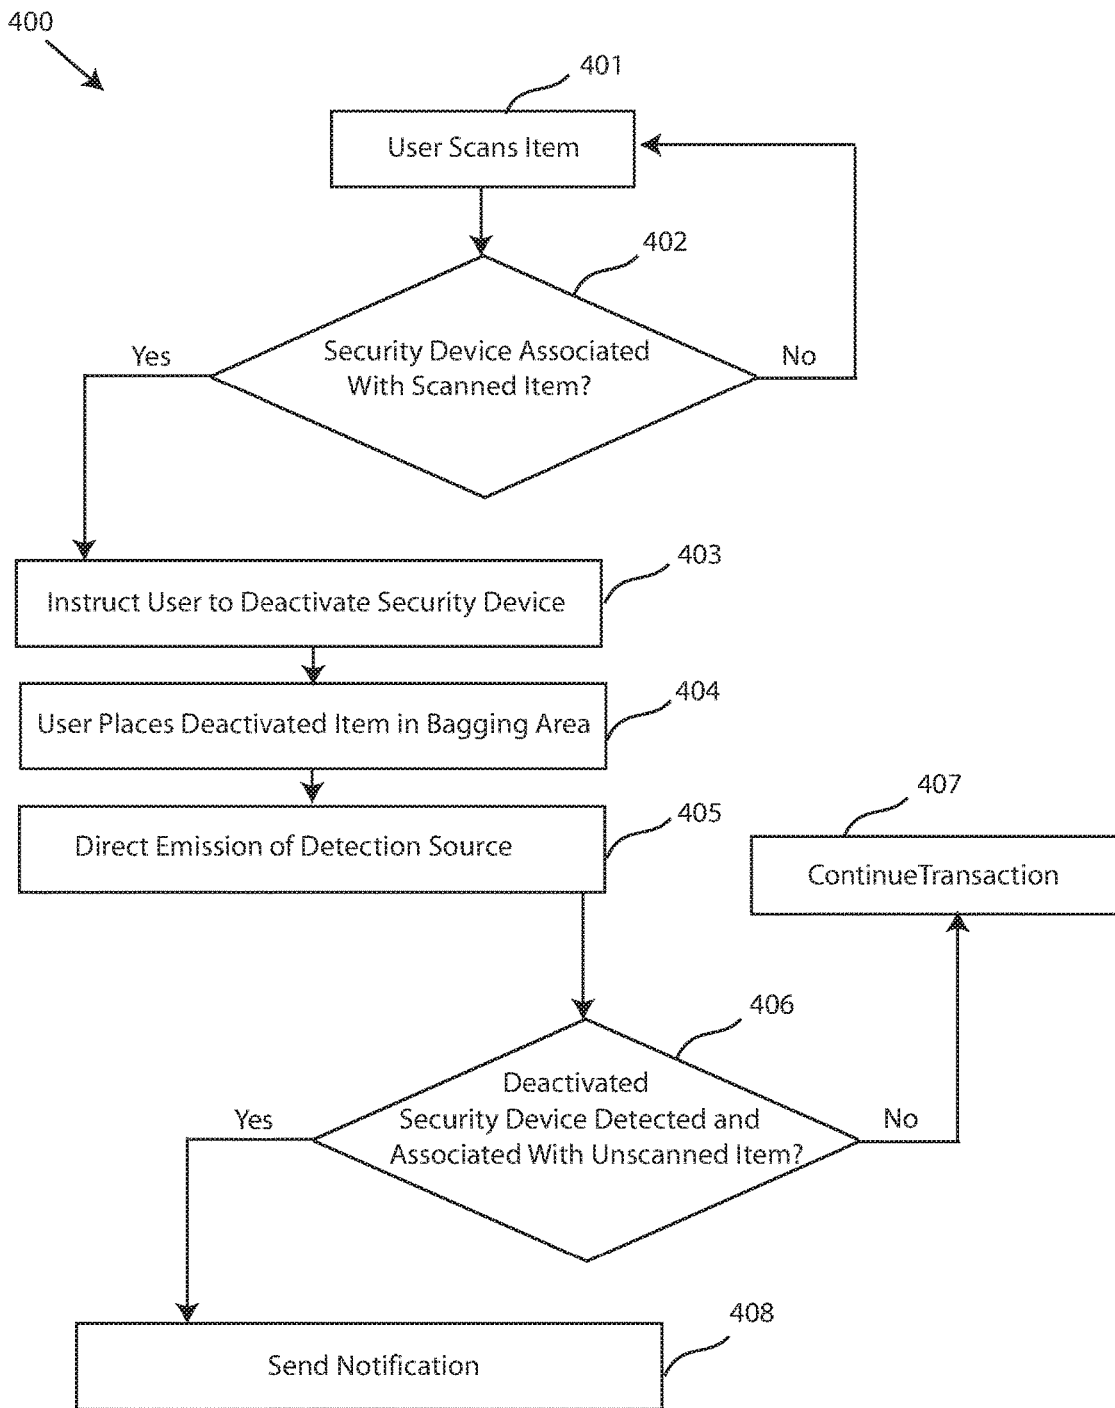 400
401
User Scans Item
402
Security Device Associated
With Scanned Item?
Yes
No
403
Instruct User to Deactivate Security Device
404
User Places Deactivated Item in Bagging Area
405
Direct Emission of Detection Source
407
ContinueTransaction
406
Deactivated
Security Device Detected and
Associated With Unscanned Item?
Yes
No
408
Send Notification